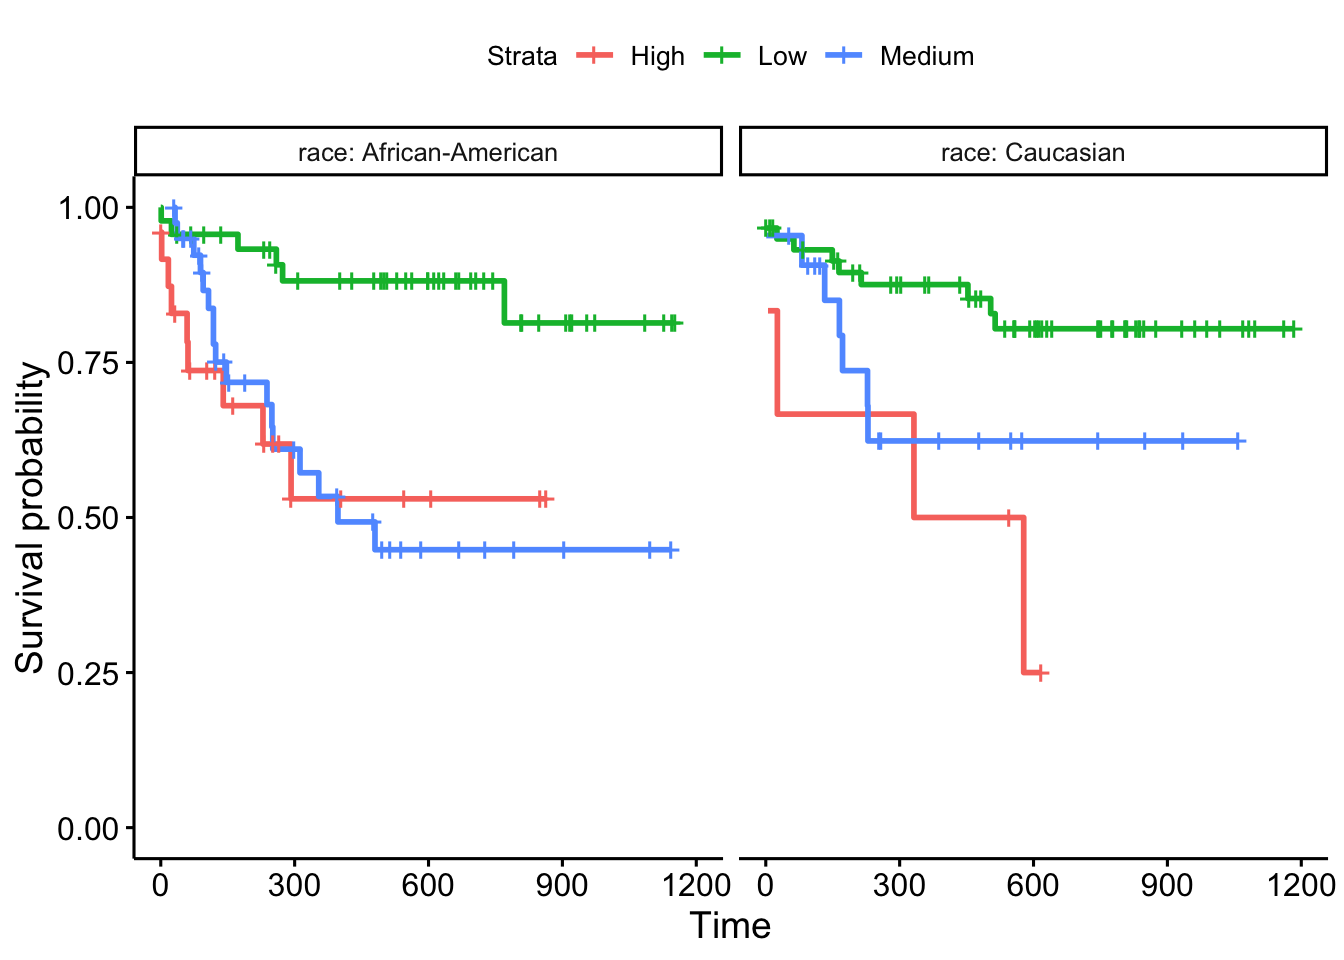 Strata High Low Medium
race: African-American race: Caucasian
1.00
0.75
0.50
0.25
0.00
Survival probability
0 300 600 900 1200 0 300 600 900 1200
Time